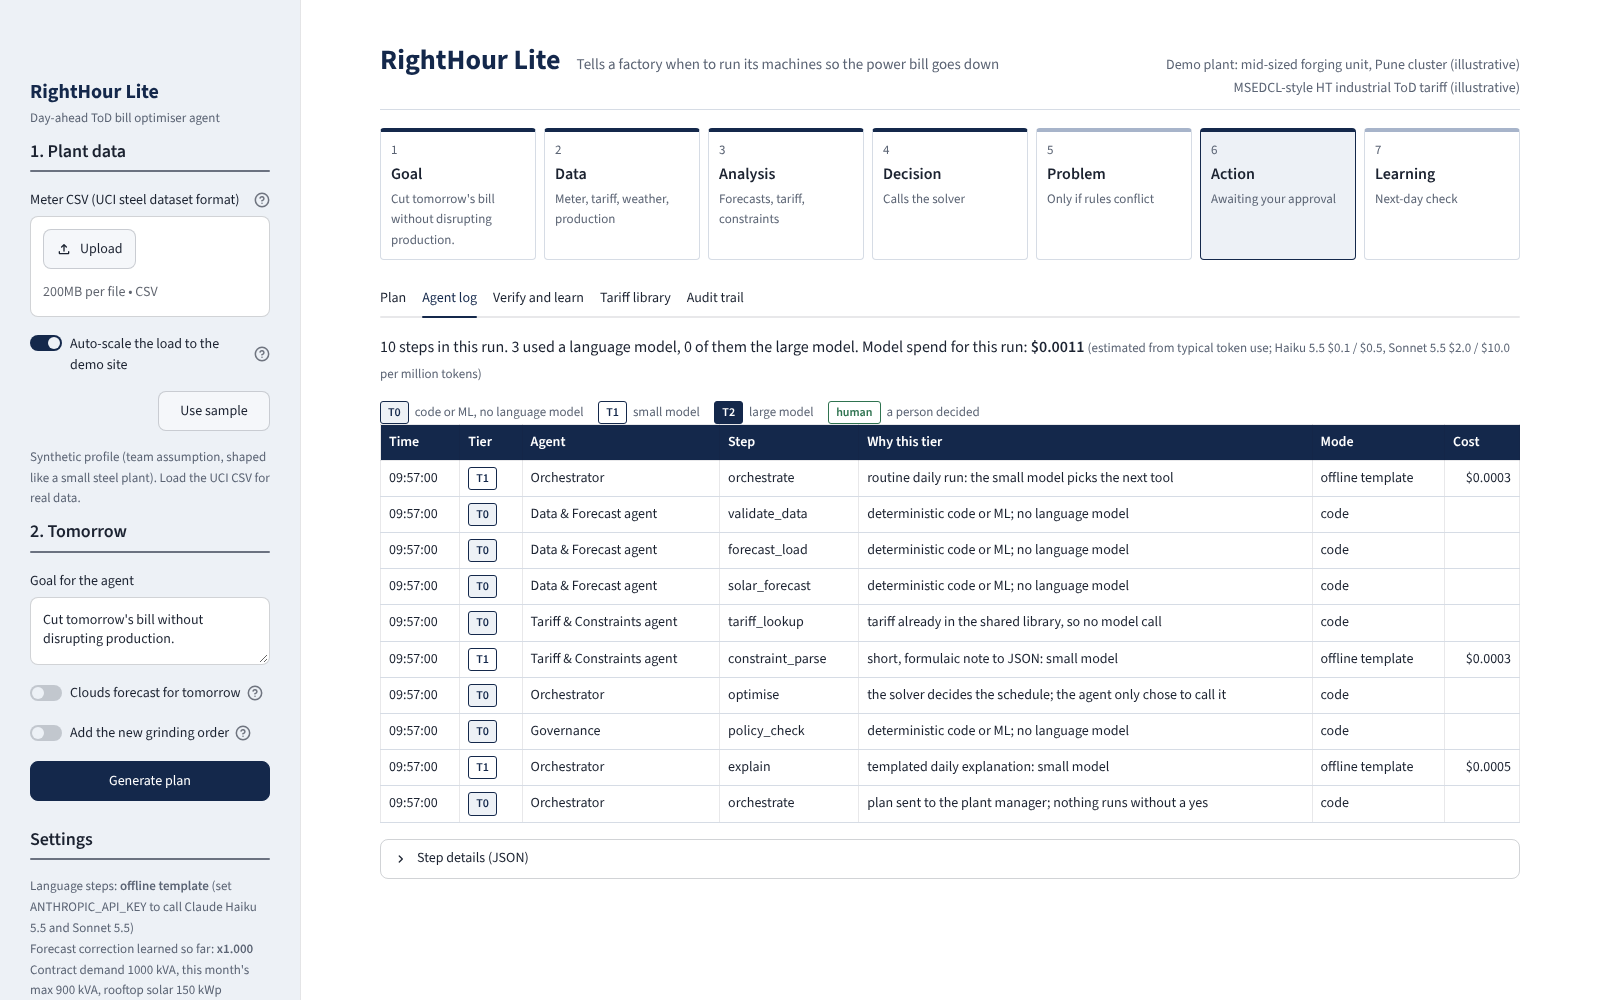 RightHour Lite
Day-ahead ToD bill optimiser agent
1. Plant data
Meter CSV (UCI steel dataset format)
Upload
200MB per file • CSV
Auto-scale the load to the
demo site
Use sample
Synthetic profile (team assumption, shaped
like a small steel plant). Load the UCI CSV for
real data.
2. Tomorrow
Goal for the agent
Cut tomorrow's bill without
disrupting production.
Clouds forecast for tomorrow
Add the new grinding order
Generate plan
Settings
Language steps: offline template (set
ANTHROPIC_API_KEY to call Claude Haiku
5.5 and Sonnet 5.5)
Forecast correction learned so far: x1.000
Contract demand 1000 kVA, this month's
max 900 kVA, rooftop solar 150 kWp
RightHour Lite Tells a factory when to run its machines so the power bill goes down
Demo plant: mid-sized forging unit, Pune cluster (illustrative)
MSEDCL-style HT industrial ToD tariff (illustrative)
1
Goal
Cut tomorrow's bill
without disrupting
production.
2
Data
Meter, tariff, weather,
production
3
Analysis
Forecasts, tariff,
constraints
4
Decision
Calls the solver
5
Problem
Only if rules conflict
6
Action
Awaiting your approval
7
Learning
Next-day check
Plan Agent log Verify and learn Tariff library Audit trail
10 steps in this run. 3 used a language model, 0 of them the large model. Model spend for this run: $0.0011 (estimated from typical token use; Haiku 5.5 $0.1 / $0.5, Sonnet 5.5 $2.0 / $10.0
per million tokens)
T0 code or ML, no language model T1 small model T2 large model human a person decided
Time Tier Agent Step Why this tier Mode Cost
09:57:00 T1 Orchestrator orchestrate routine daily run: the small model picks the next tool offline template $0.0003
09:57:00 T0 Data & Forecast agent validate_data deterministic code or ML; no language model code
09:57:00 T0 Data & Forecast agent forecast_load deterministic code or ML; no language model code
09:57:00 T0 Data & Forecast agent solar_forecast deterministic code or ML; no language model code
09:57:00 T0 Tariff & Constraints agent tariff_lookup tariff already in the shared library, so no model call code
09:57:00 T1 Tariff & Constraints agent constraint_parse short, formulaic note to JSON: small model offline template $0.0003
09:57:00 T0 Orchestrator optimise the solver decides the schedule; the agent only chose to call it code
09:57:00 T0 Governance policy_check deterministic code or ML; no language model code
09:57:00 T1 Orchestrator explain templated daily explanation: small model offline template $0.0005
09:57:00 T0 Orchestrator orchestrate plan sent to the plant manager; nothing runs without a yes code
Step details (JSON)